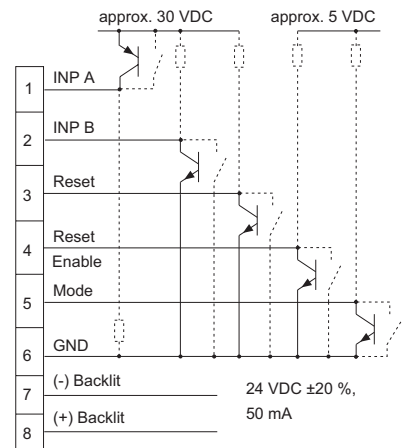 approx. 30 VDC
approx. 5 VDC
1
INP A
2
INP B
3
Reset
4
Reset
Enable
5
Mode
6
GND
7
(-) Backlit
8
(+) Backlit
24 VDC ±20 %,
50 mA